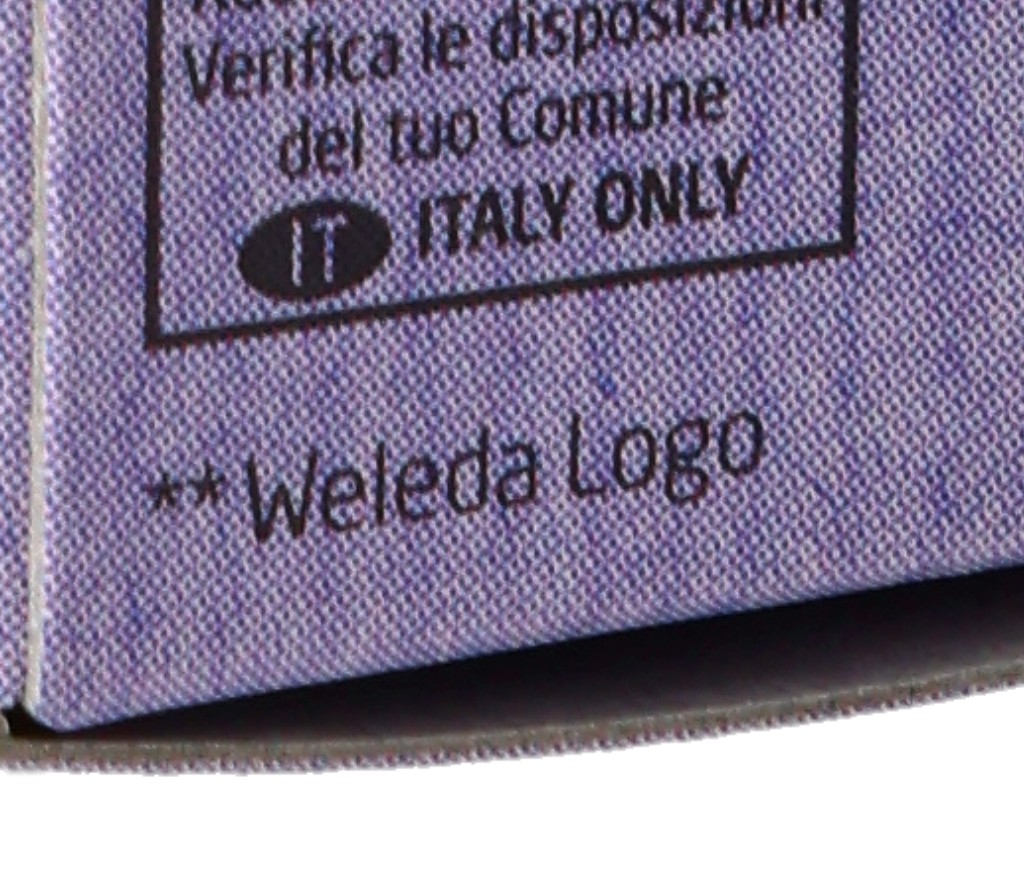 Verifica le disposizioni
del tuo Comune
IT ITALY ONLY
** Weleda Logo